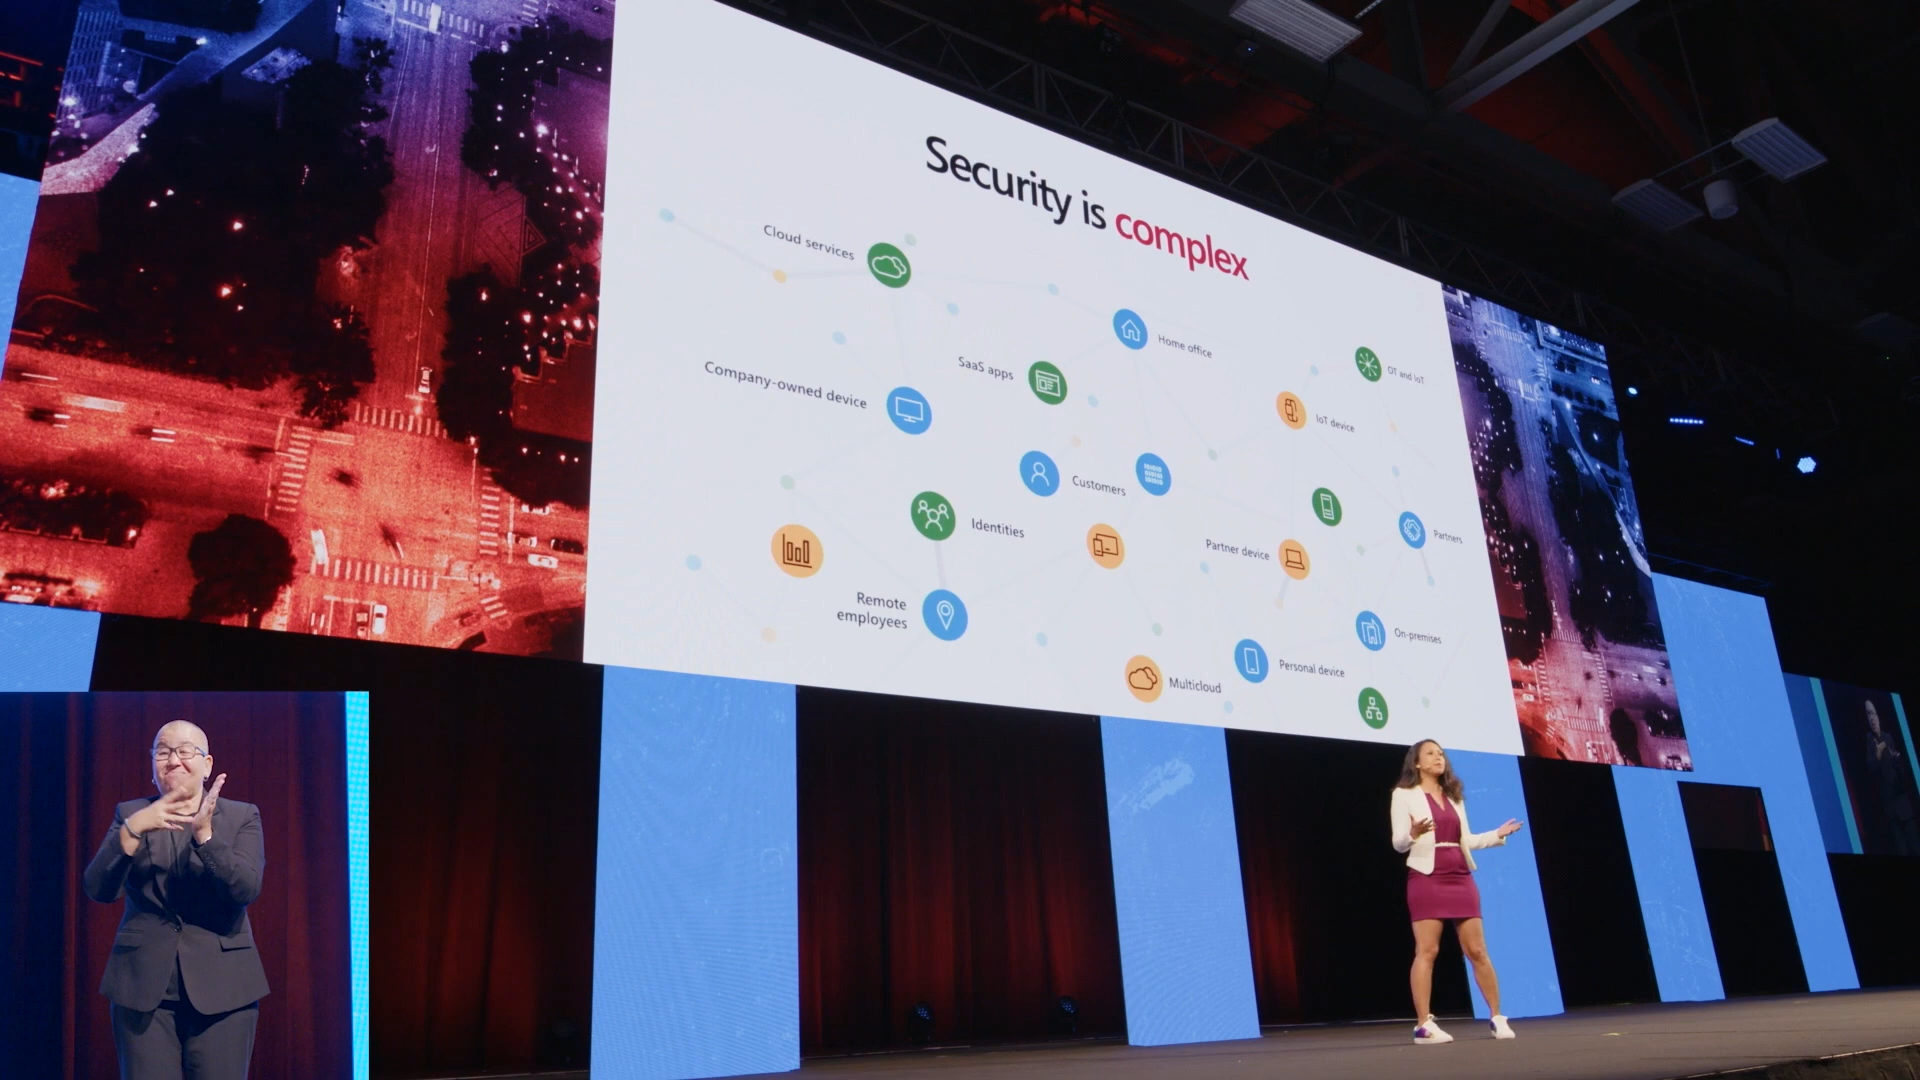 Security is complex
Cloud services
Home office
SaaS apps
OT and IoT
Company-owned device
IoT device
Customers
Identities
Partner device
Partners
Remote
employees
On-premises
Personal device
Multicloud